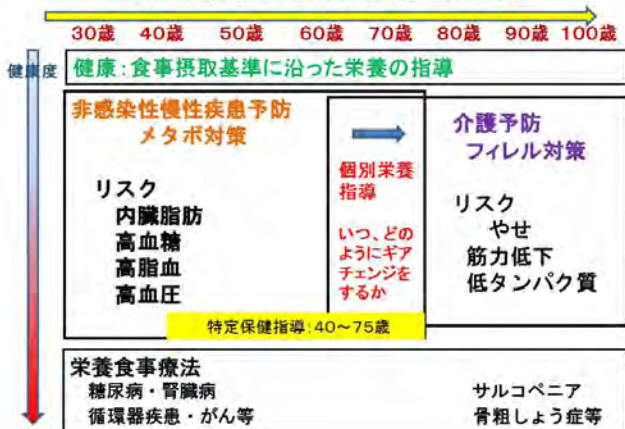 30歳 40歳 50歳 60歳 70歳 80歳 90歳 100歳
健康度
健康：食事摂取基準に沿った栄養の指導
非感染性慢性疾患予防
メタボ対策
リスク
内臓脂肪
高血糖
高脂血
高血圧
個別栄養
指導
いつ、どの
ようにギア
チェンジを
するか
介護予防
フィレル対策
リスク
やせ
筋力低下
低タンパク質
特定保健指導：40～75歳
栄養食事療法
糖尿病・腎臓病
循環器疾患・がん等
サルコペニア
骨粗しょう症等